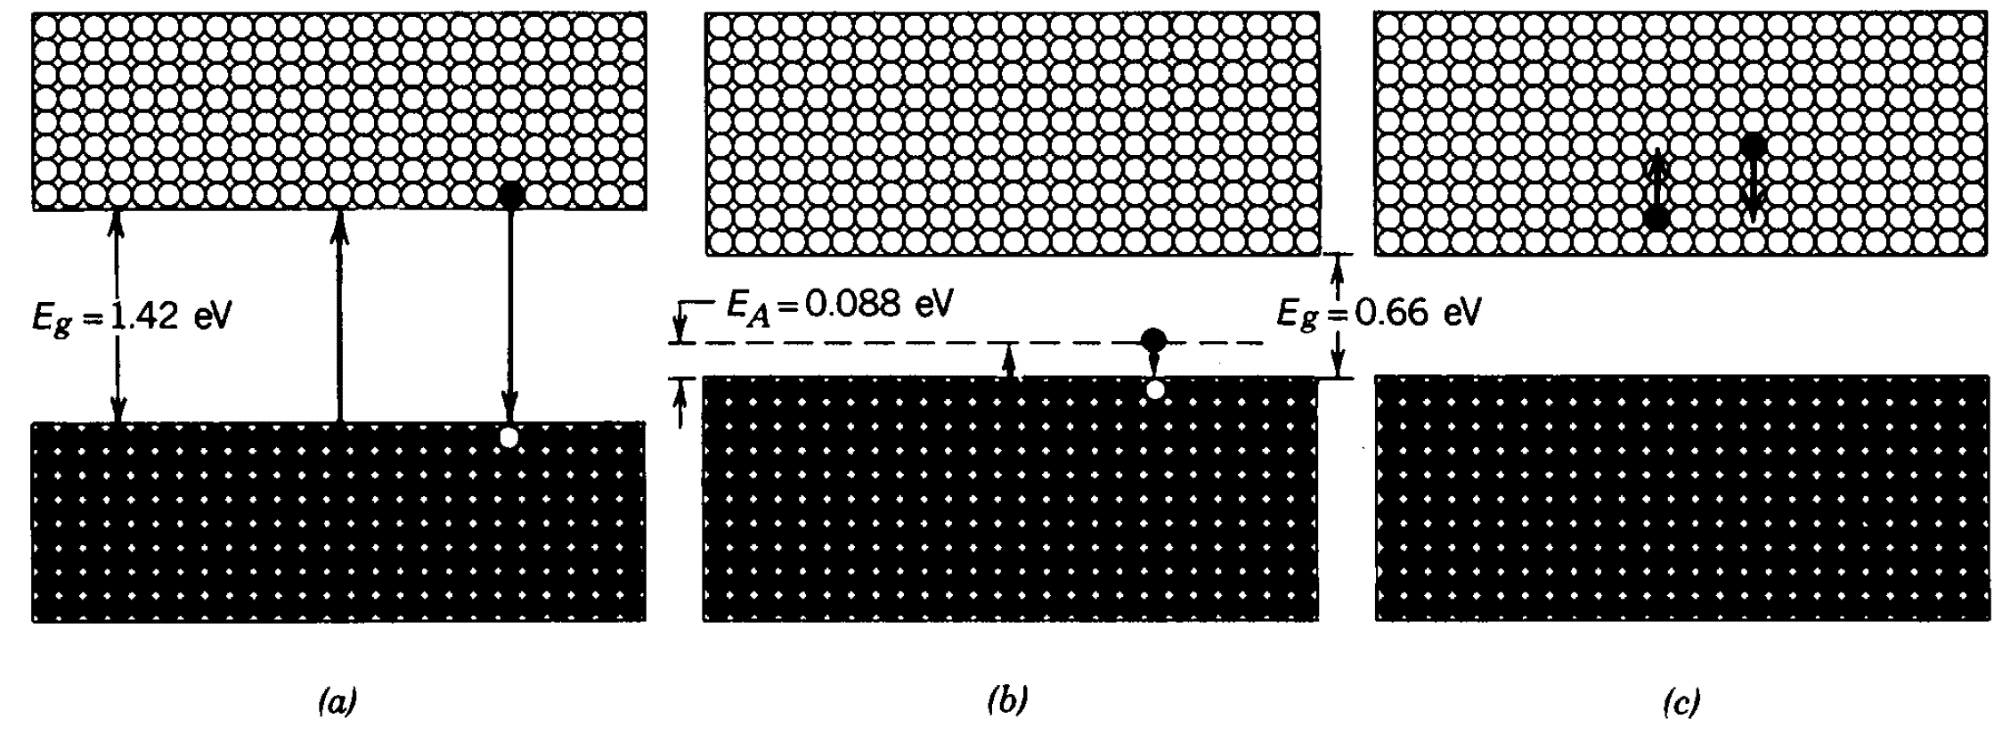 E_g = 1.42 eV
E_A = 0.088 eV
E_g = 0.66 eV
(a)
(b)
(c)